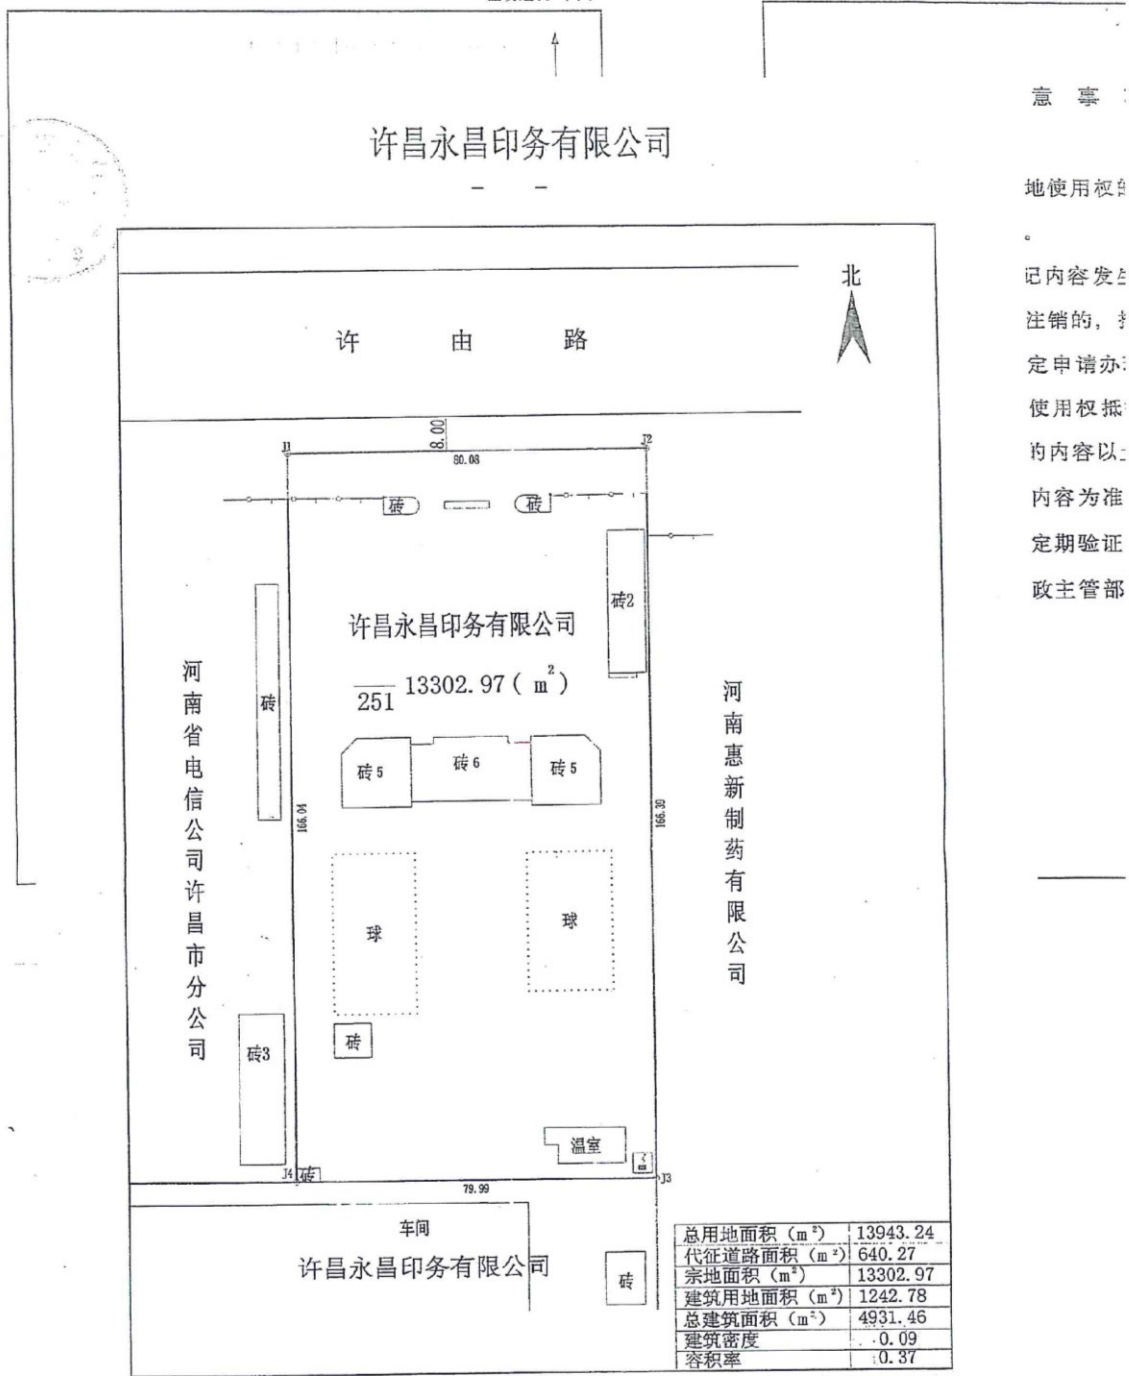 许昌永昌印务有限公司
意 事
地使用权的
。
记内容发生
注销的，
定申请办
使用权抵
的内容以
内容为准
定期验证
政主管部
北
许 由 路
8.00
J1
J2
80.08
砖
砖
砖2
许昌永昌印务有限公司
251 13302.97 ( m² )
河南省电信公司许昌市分公司
河南惠新制药有限公司
砖
砖5
砖6
砖5
166.04
166.39
球
球
砖
砖3
温室
J4
砖
J3
79.99
车间
许昌永昌印务有限公司
砖
总用地面积（m²） 13943.24
代征道路面积（m²） 640.27
宗地面积（m²） 13302.97
建筑用地面积（m²） 1242.78
总建筑面积（m²） 4931.46
建筑密度 0.09
容积率 0.37